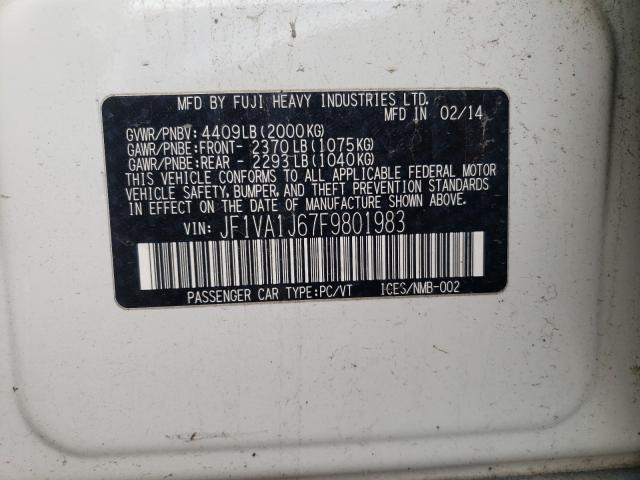 MFD BY FUJI HEAVY INDUSTRIES LTD.
MFD IN 02/14
GVWR/PNBV: 4409LB(2000KG)
GAWR/PNBE:FRONT- 2370LB(1075KG)
GAWR/PNBE:REAR - 2293LB(1040KG)
THIS VEHICLE CONFORMS TO ALL APPLICABLE FEDERAL MOTOR
VEHICLE SAFETY, BUMPER, AND THEFT PREVENTION STANDARDS
IN EFFECT ON THE DATE OF MANUFACTURE SHOWN ABOVE.
VIN: JF1VA1J67F9801983
PASSENGER CAR TYPE:PC/VT ICES/NMB-002